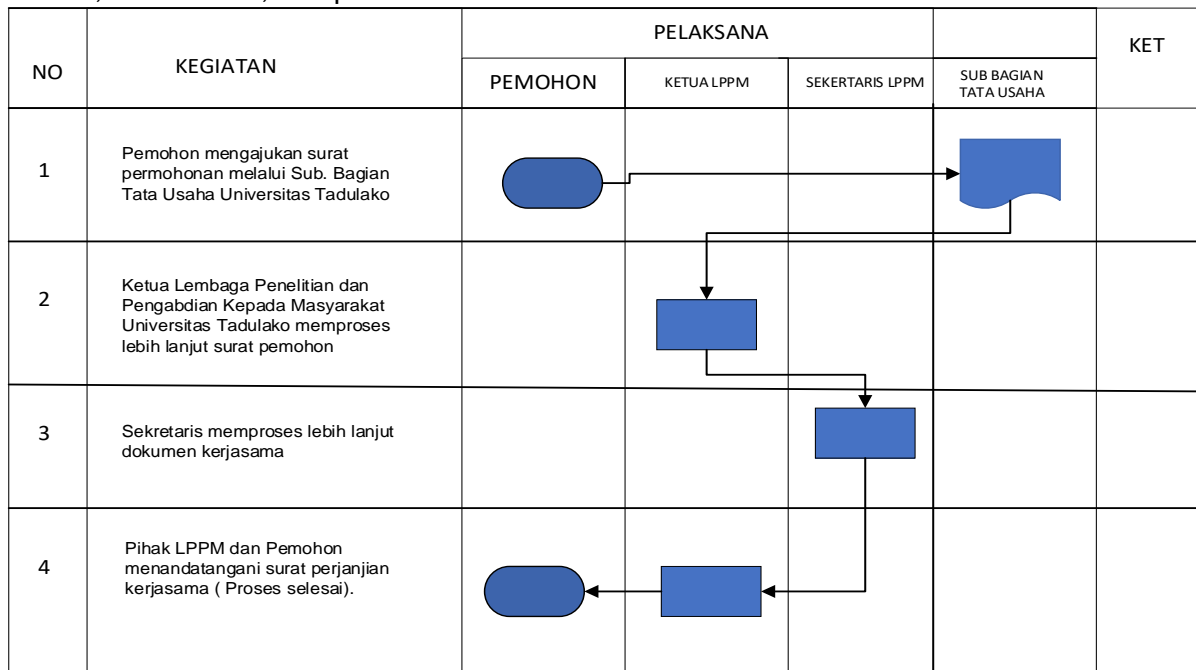 NO
KEGIATAN
PELAKSANA
KET
PEMOHON
KETUA LPPM
SEKERTARIS LPPM
SUB BAGIAN
TATA USAHA
1
Pemohon mengajukan surat
permohonan melalui Sub. Bagian
Tata Usaha Universitas Tadulako
2
Ketua Lembaga Penelitian dan
Pengabdian Kepada Masyarakat
Universitas Tadulako memproses
lebih lanjut surat pemohon
3
Sekretaris memproses lebih lanjut
dokumen kerjasama
4
Pihak LPPM dan Pemohon
menandatangani surat perjanjian
kerjasama ( Proses selesai).